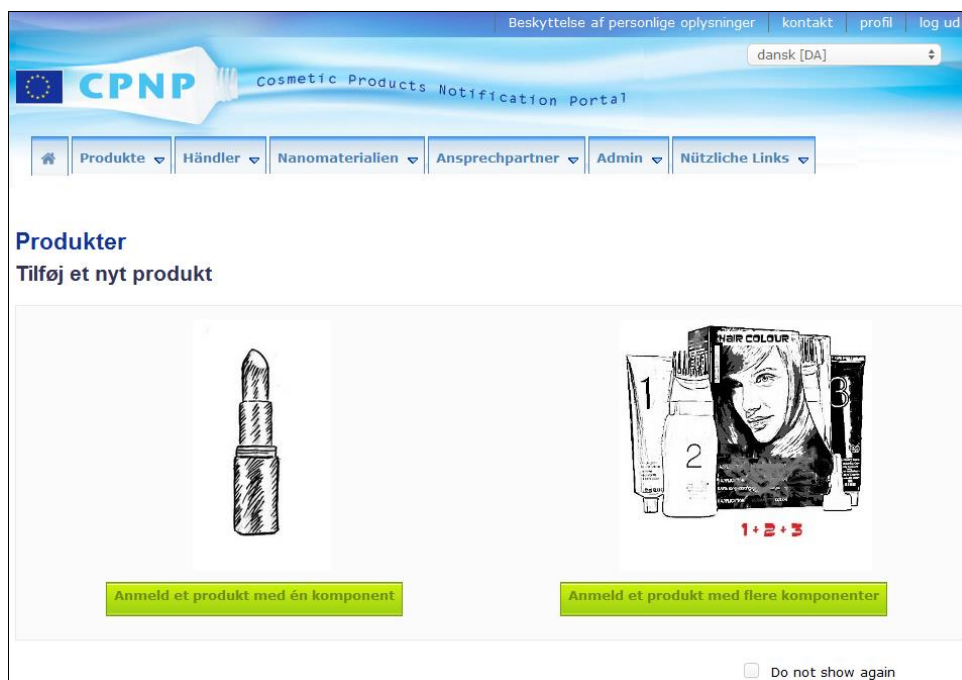 Beskyttelse af personlige oplysninger kontakt profil log ud
dansk [DA]
CPNP Cosmetic Products Notification Portal
Produkte Händler Nanomaterialien Ansprechpartner Admin Nützliche Links
Produkter
Tilføj et nyt produkt
HAIR COLOUR
1 2 3
1 + 2 + 3
Anmeld et produkt med én komponent Anmeld et produkt med flere komponenter
Do not show again